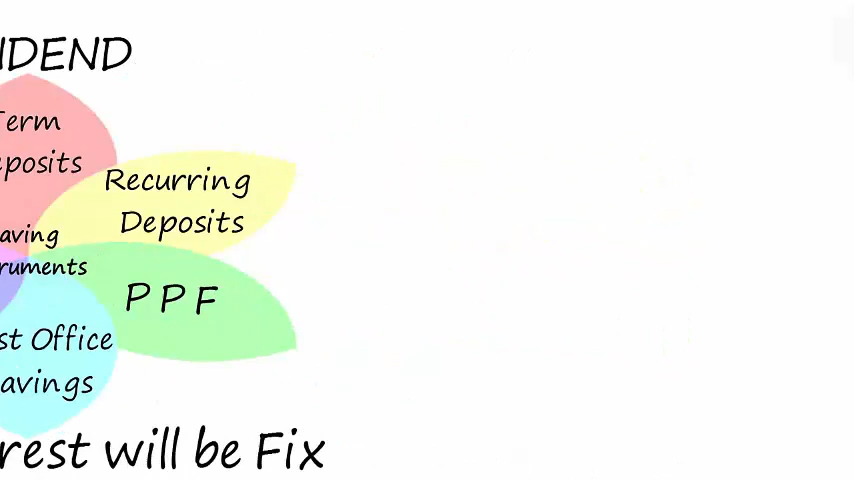 IDEND
Term
eposits
Recurring
Deposits
aving
ruments
P P F
st Office
avings
rest will be Fix